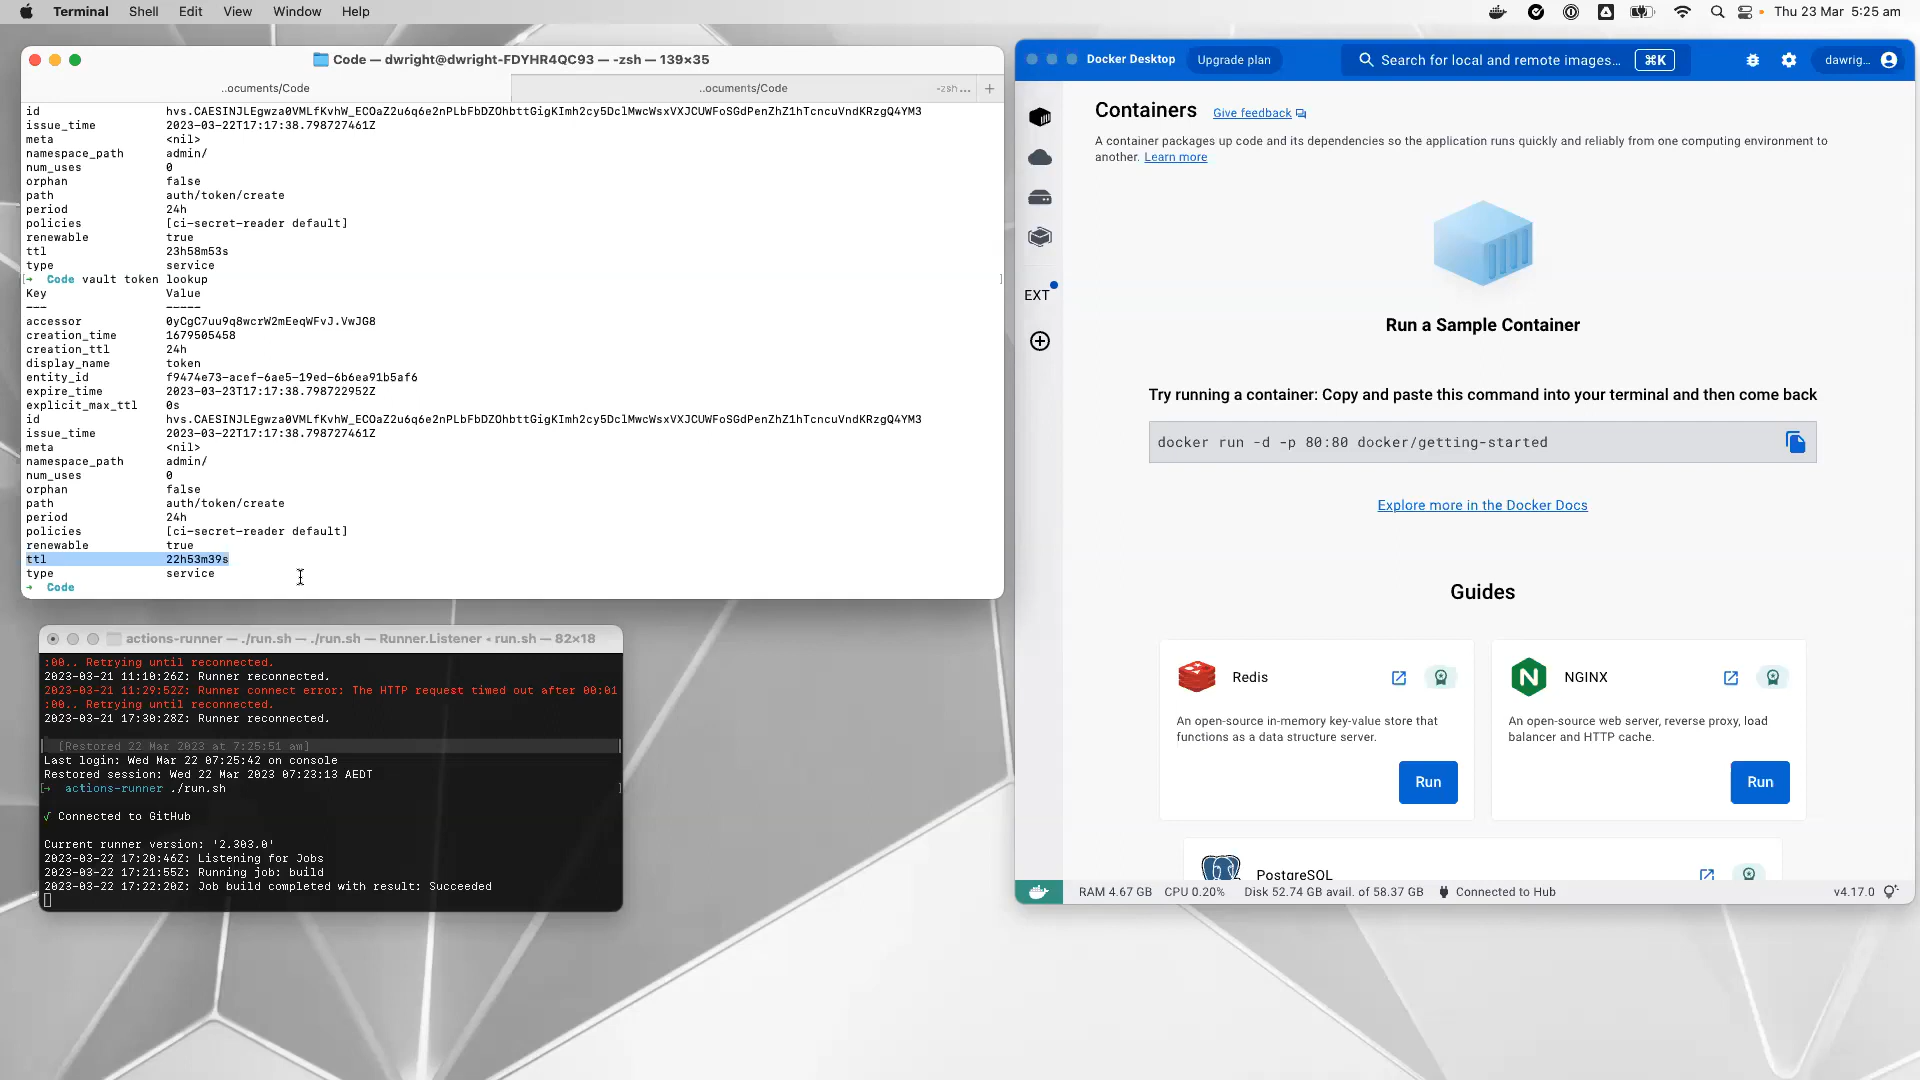 Terminal Shell Edit View Window Help
Thu 23 Mar 5:25 am
Code — dwright@dwright-FDYHR4QC93 — -zsh — 139×35
..ocuments/Code
..ocuments/Code -zsh ...
id hvs.CAESINJLEgwza0VMLfKvhW_ECOaZ2u6q6e2nPLbFbDZOhbttGigKImh2cy5DclMwcWsxVXJCUWFoSGdPenZhZ1hTcncuVndKRzgQ4YM3
issue_time 2023-03-22T17:17:38.798727461Z
meta <nil>
namespace_path admin/
num_uses 0
orphan false
path auth/token/create
period 24h
policies [ci-secret-reader default]
renewable true
ttl 23h58m53s
type service
[→ Code vault token lookup ]
Key Value
--- -----
accessor 0yCgC7uu9q8wcrW2mEeqWFvJ.VwJG8
creation_time 1679505458
creation_ttl 24h
display_name token
entity_id f9474e73-acef-6ae5-19ed-6b6ea91b5af6
expire_time 2023-03-23T17:17:38.798722952Z
explicit_max_ttl 0s
id hvs.CAESINJLEgwza0VMLfKvhW_ECOaZ2u6q6e2nPLbFbDZOhbttGigKImh2cy5DclMwcWsxVXJCUWFoSGdPenZhZ1hTcncuVndKRzgQ4YM3
issue_time 2023-03-22T17:17:38.798727461Z
meta <nil>
namespace_path admin/
num_uses 0
orphan false
path auth/token/create
period 24h
policies [ci-secret-reader default]
renewable true
ttl 22h53m39s
type service
→ Code
actions-runner — ./run.sh — ./run.sh — Runner.Listener ◂ run.sh — 82×18
:00.. Retrying until reconnected.
2023-03-21 11:10:26Z: Runner reconnected.
2023-03-21 11:29:52Z: Runner connect error: The HTTP request timed out after 00:01
:00.. Retrying until reconnected.
2023-03-21 17:30:28Z: Runner reconnected.
[Restored 22 Mar 2023 at 7:25:51 am]
Last login: Wed Mar 22 07:25:42 on console
Restored session: Wed 22 Mar 2023 07:23:13 AEDT
[→ actions-runner ./run.sh ]
√ Connected to GitHub
Current runner version: '2.303.0'
2023-03-22 17:20:46Z: Listening for Jobs
2023-03-22 17:21:55Z: Running job: build
2023-03-22 17:22:20Z: Job build completed with result: Succeeded
Docker Desktop Upgrade plan Search for local and remote images... ⌘K dawrig...
Containers Give feedback
A container packages up code and its dependencies so the application runs quickly and reliably from one computing environment to
another. Learn more
EXT
Run a Sample Container
Try running a container: Copy and paste this command into your terminal and then come back
docker run -d -p 80:80 docker/getting-started
Explore more in the Docker Docs
Guides
Redis
An open-source in-memory key-value store that
functions as a data structure server.
Run
N NGINX
An open-source web server, reverse proxy, load
balancer and HTTP cache.
Run
PostgreSQL
RAM 4.67 GB CPU 0.20% Disk 52.74 GB avail. of 58.37 GB Connected to Hub v4.17.0